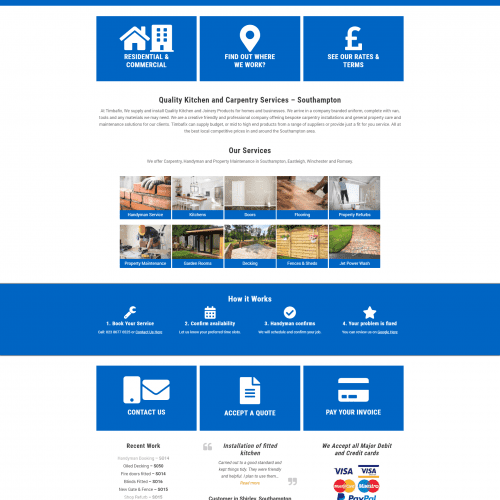 RESIDENTIAL &
COMMERCIAL
FIND OUT WHERE
WE WORK?
SEE OUR RATES &
TERMS
Quality Kitchen and Carpentry Services – Southampton
At Timbafix, We supply and install Quality Kitchen and Joinery Products for homes and businesses. We arrive in a company branded uniform, complete with van,
tools and any materials we may need. We are a creative friendly and professional company offering bespoke carpentry installations and general property care and
maintenance solutions for our clients. Timbafix can supply budget, or mid to high end products from a range of suppliers or provide just a fit for you service. All at
the best local competitive prices in and around the Southampton area.
Our Services
We offer Carpentry, Handyman and Property Maintenance in Southampton, Eastleigh, Winchester and Romsey.
Handyman Service
Kitchens
Doors
Flooring
Property Refurbs
Property Maintenance
Garden Rooms
Decking
Fences & Sheds
Jet Power Wash
How it Works
1. Book Your Service
Call: 023 8077 6025 or Contact Us Here
2. Confirm availability
Let us know your preferred time slots.
3. Handyman confirms
We will schedule and confirm your job.
4. Your problem is fixed
You can review us on Google Here
CONTACT US
ACCEPT A QUOTE
PAY YOUR INVOICE
Recent Work
Handyman Docking – SO14
Oiled Decking – SO50
Fire doors fitted – SO14
Blinds Fitted – SO16
New Gate & Fence – SO15
Installation of fitted
kitchen
Carried out to a good standard and
kept things tidy. They were friendly
and helpful. I plan to use them...
Read more
Customer in Shirley, Southampton
We Accept all Major Debit
and Credit cards
VISA
VISA
Maestro
PayPal